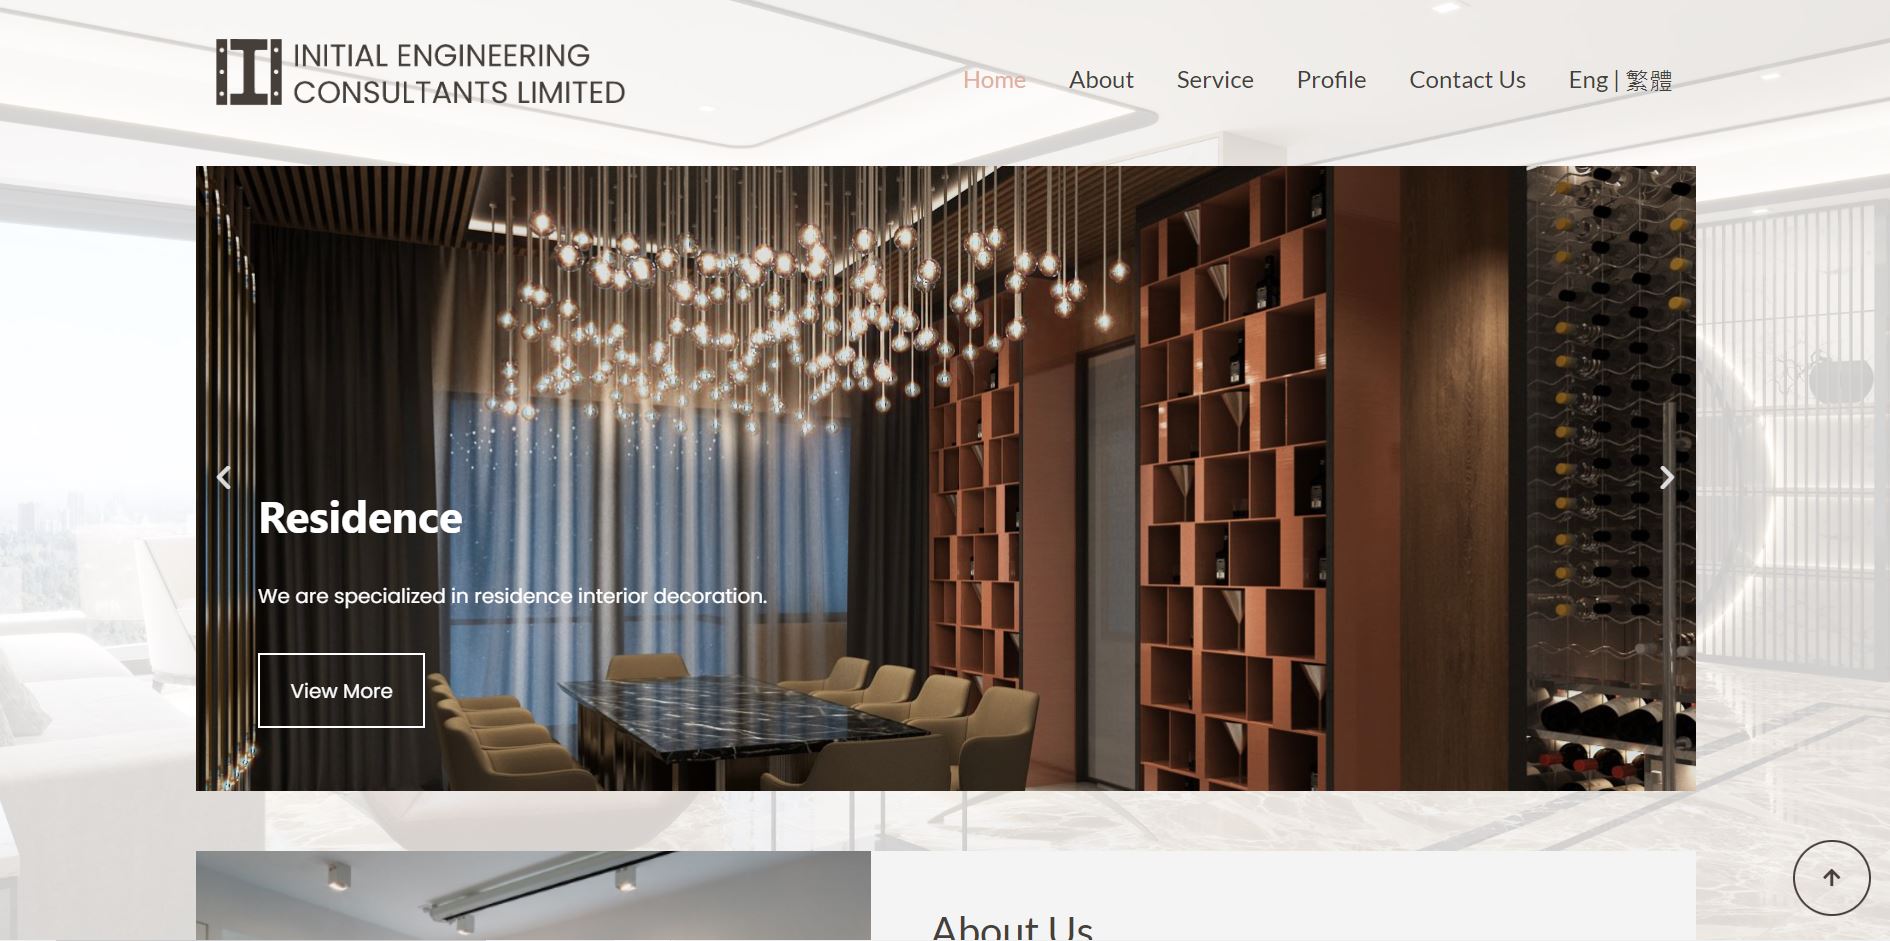 INITIAL ENGINEERING
CONSULTANTS LIMITED
Home About Service Profile Contact Us Eng | 繁體
Residence
We are specialized in residence interior decoration.
View More
About Us